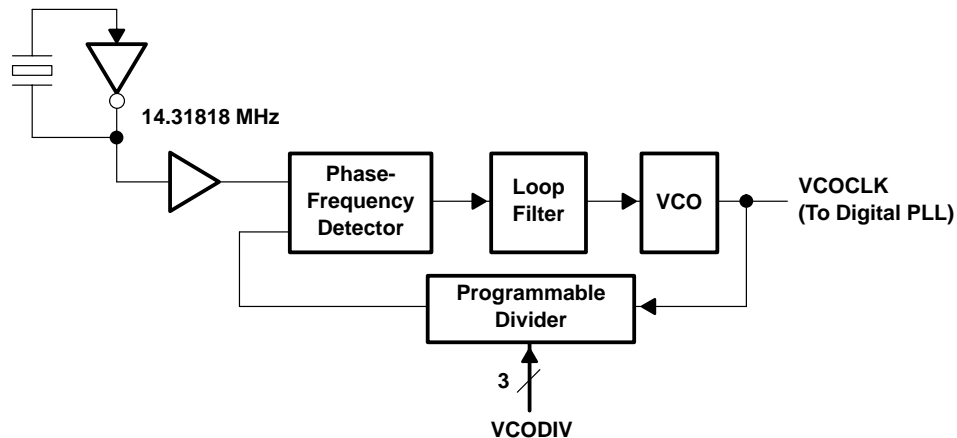 14.31818 MHz
Phase-
Frequency
Detector
Loop
Filter
VCO
VCOCLK
(To Digital PLL)
Programmable
Divider
3
VCODIV